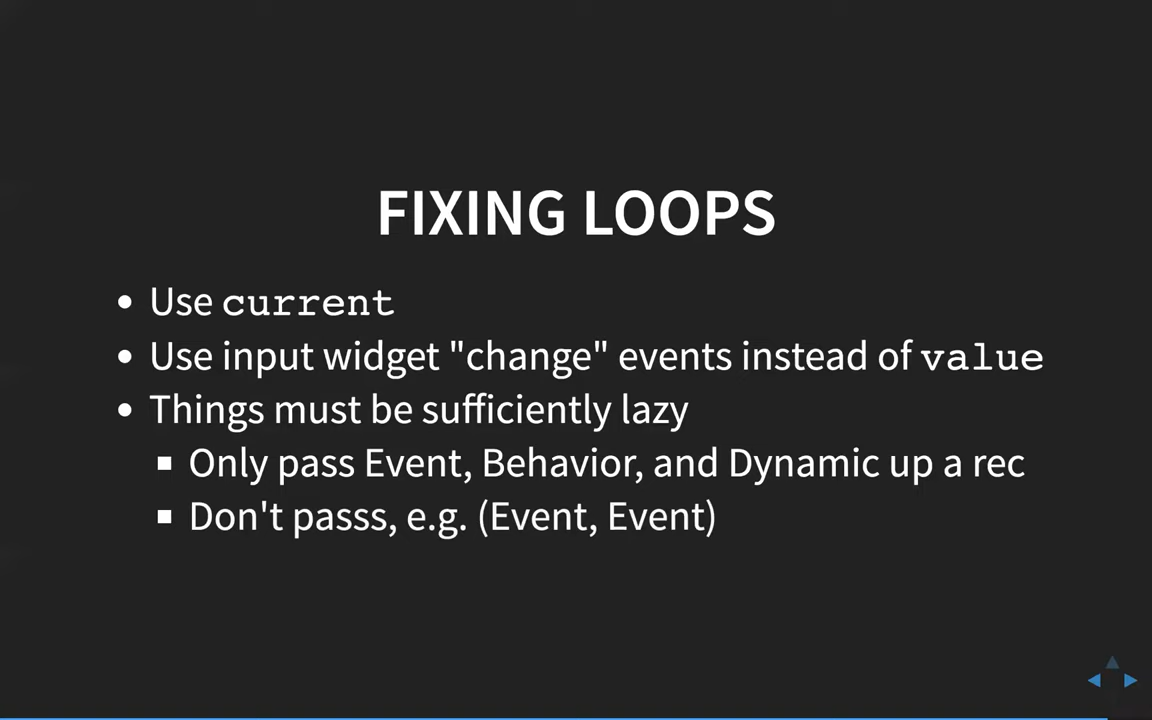 FIXING LOOPS
• Use current
• Use input widget "change" events instead of value
• Things must be sufficiently lazy
▪ Only pass Event, Behavior, and Dynamic up a rec
▪ Don't passs, e.g. (Event, Event)